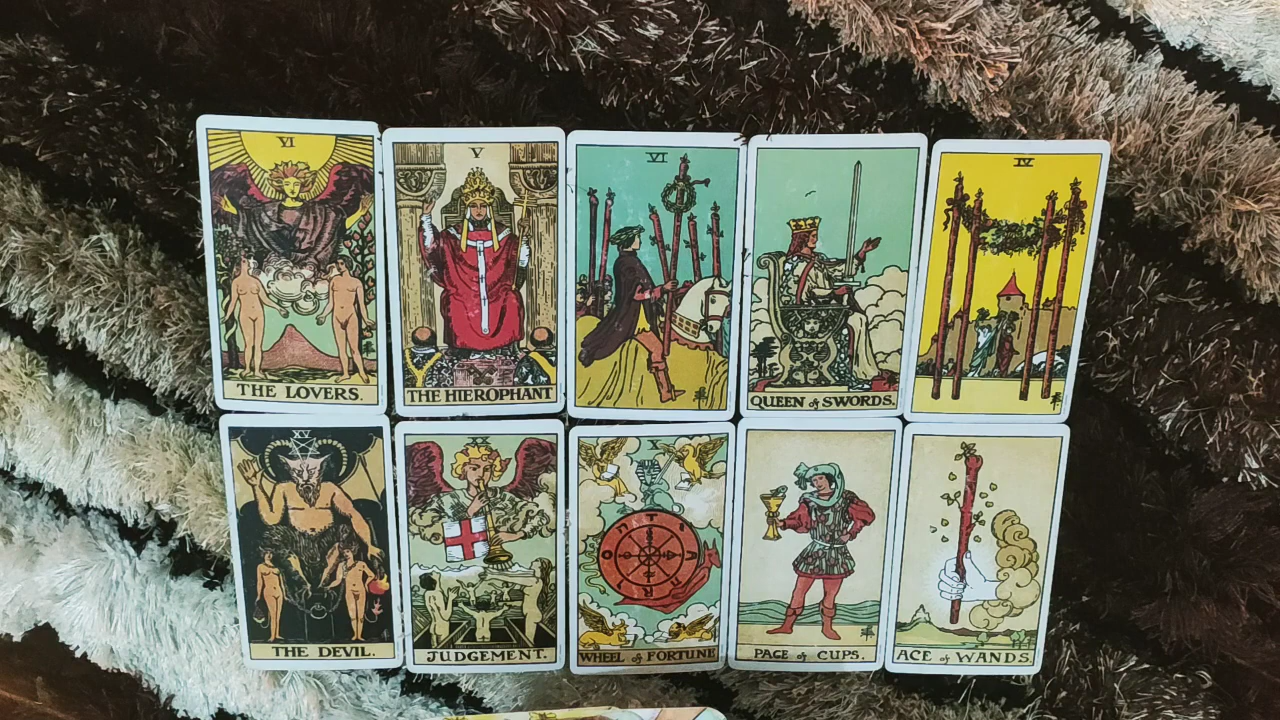 VI
THE LOVERS.
V
THE HIEROPHANT
VI
QUEEN of SWORDS.
IV
XV
THE DEVIL.
XX
JUDGEMENT.
X
WHEEL of FORTUNE
PAGE of CUPS.
ACE of WANDS